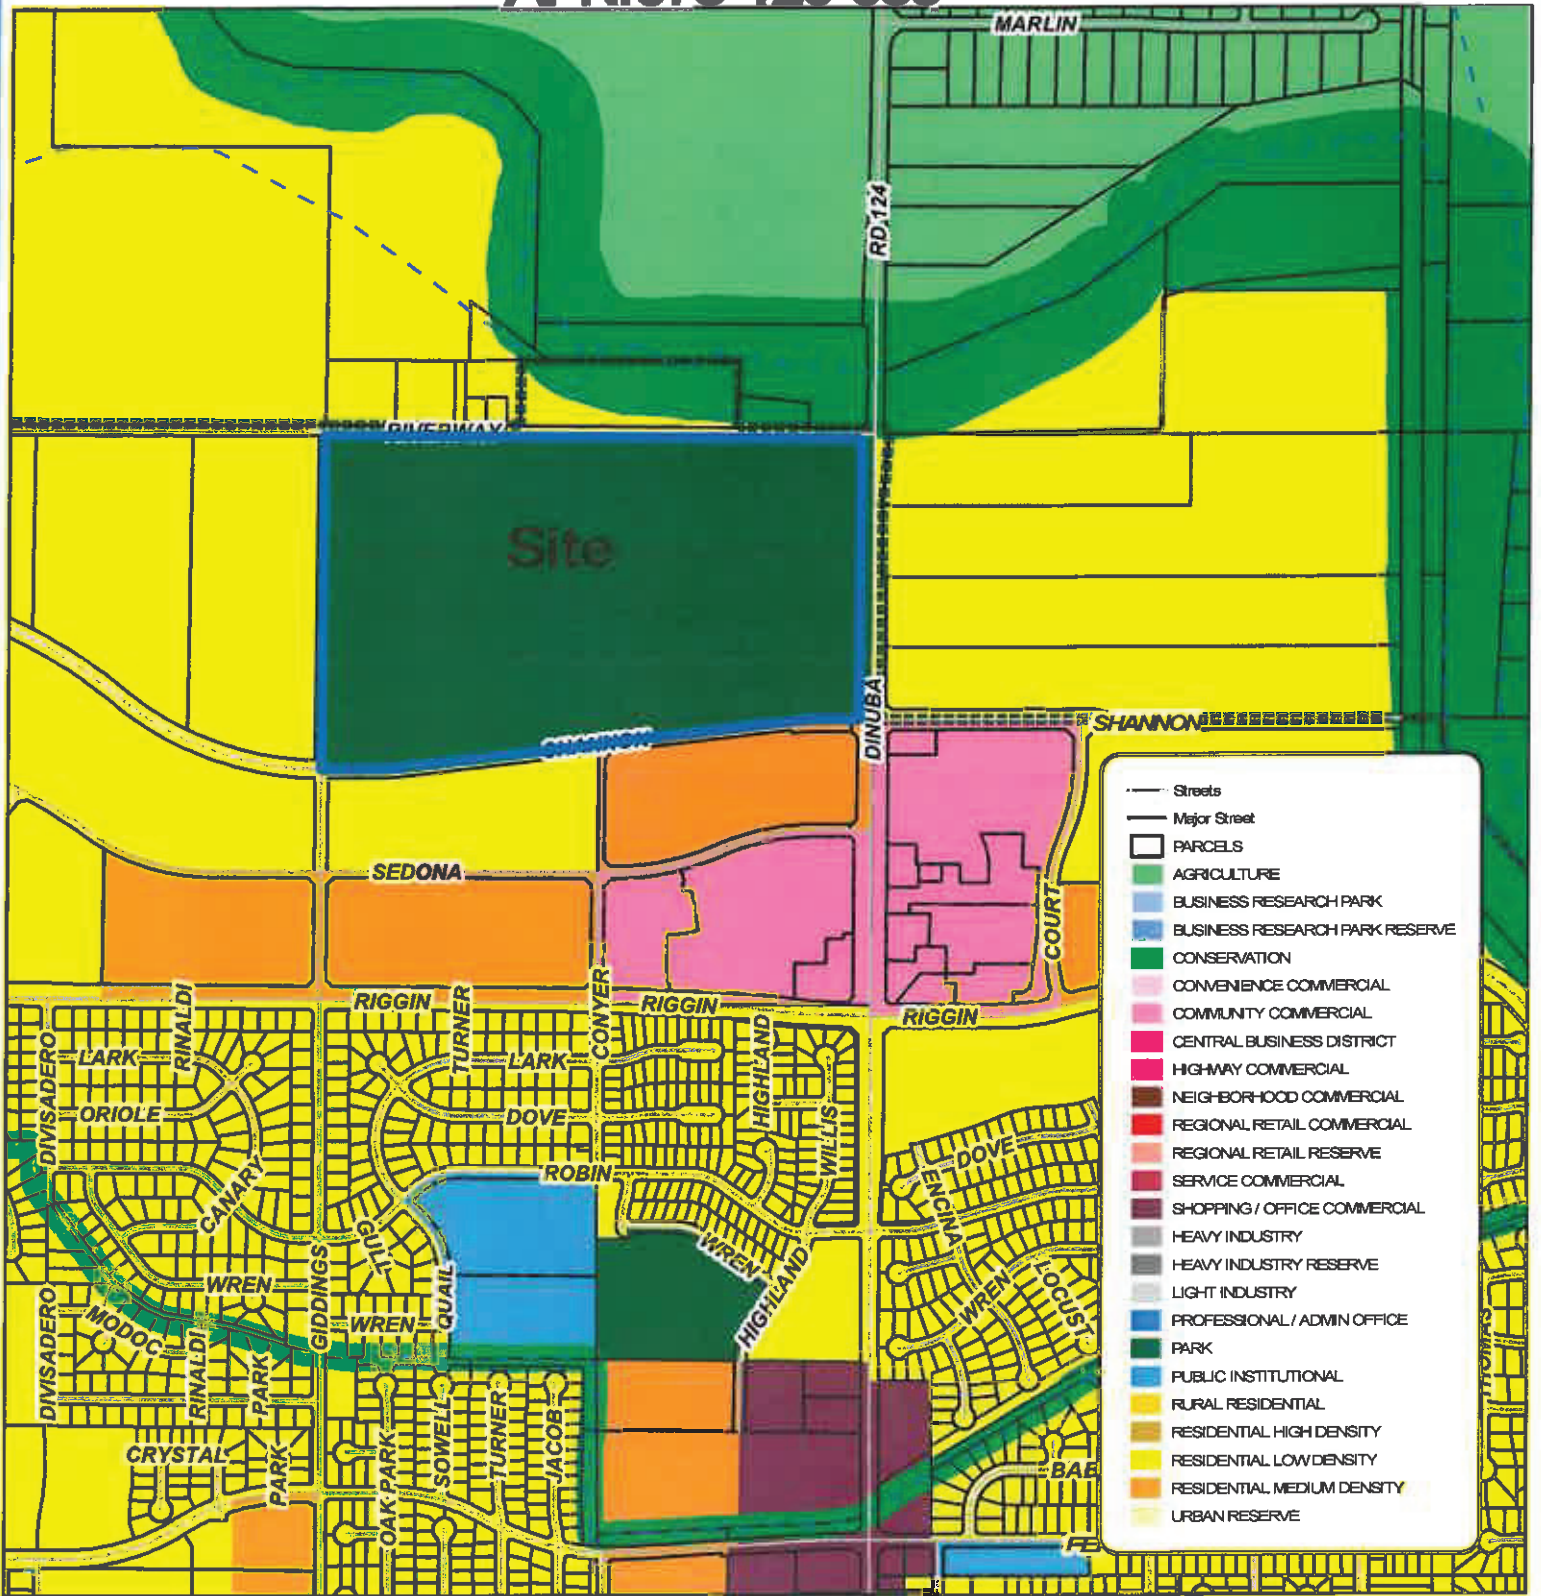 MARLIN
RD 124
RIVERWAY
Site
SHANNON
DINUBA
SHANNON
SEDONA
COURT
RIGGIN
RIGGIN
RIGGIN
RINALDI
TURNER
CONYER
HIGHLAND
WILLIS
DIVISADERO
LARK
LARK
ORIOLE
DOVE
DOVE
ROBIN
CANARY
GULL
ENCINA
WREN
HIGHLAND
GIDDINGS
WREN
WREN
QUAIL
WREN
LOCUST
DIVISADERO
MODOC
RINALDI
PARK
CRYSTAL
PARK
OAK PARK
SOWELL
TURNER
JACOB
Streets
Major Street
PARCELS
AGRICULTURE
BUSINESS RESEARCH PARK
BUSINESS RESEARCH PARK RESERVE
CONSERVATION
CONVENIENCE COMMERCIAL
COMMUNITY COMMERCIAL
CENTRAL BUSINESS DISTRICT
HIGHWAY COMMERCIAL
NEIGHBORHOOD COMMERCIAL
REGIONAL RETAIL COMMERCIAL
REGIONAL RETAIL RESERVE
SERVICE COMMERCIAL
SHOPPING / OFFICE COMMERCIAL
HEAVY INDUSTRY
HEAVY INDUSTRY RESERVE
LIGHT INDUSTRY
PROFESSIONAL / ADMIN OFFICE
PARK
PUBLIC INSTITUTIONAL
RURAL RESIDENTIAL
RESIDENTIAL HIGH DENSITY
RESIDENTIAL LOW DENSITY
RESIDENTIAL MEDIUM DENSITY
URBAN RESERVE
BAB
FE